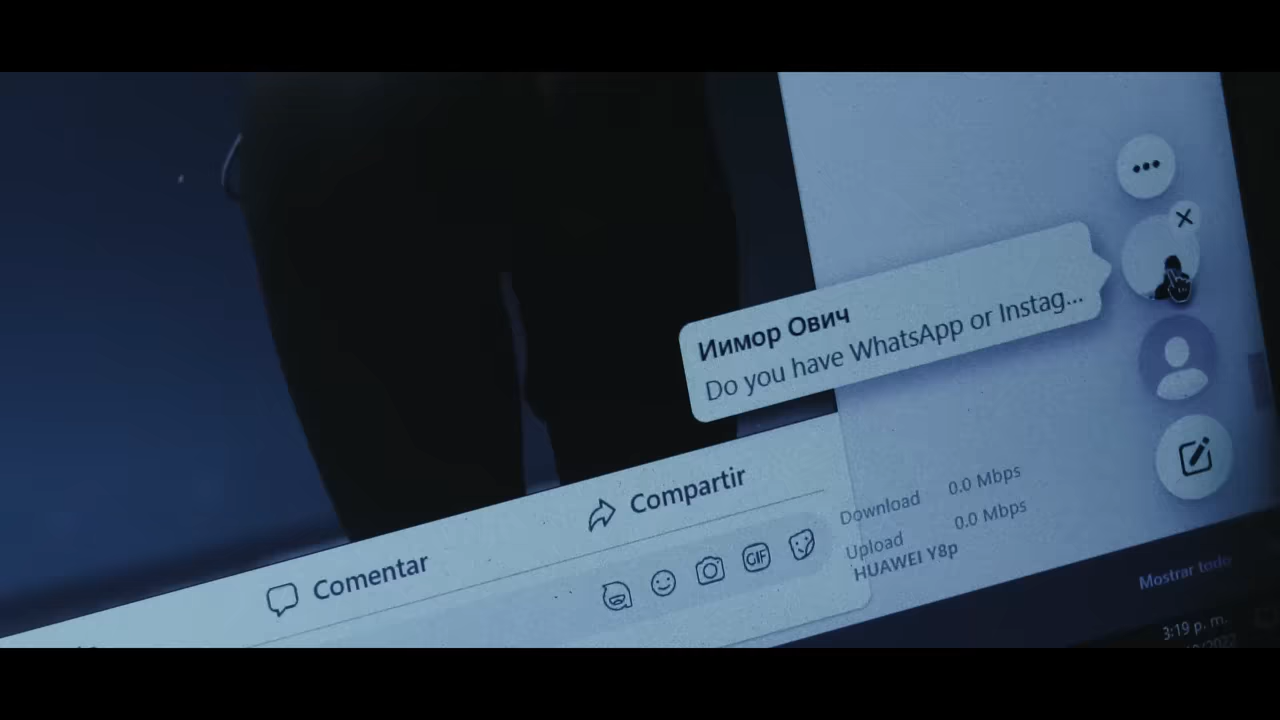 Иимор Ович
Do you have WhatsApp or Instag...
Compartir
Comentar
GIF
Download 0.0 Mbps
Upload 0.0 Mbps
HUAWEI Y8p
Mostrar todo
3:19 p. m.